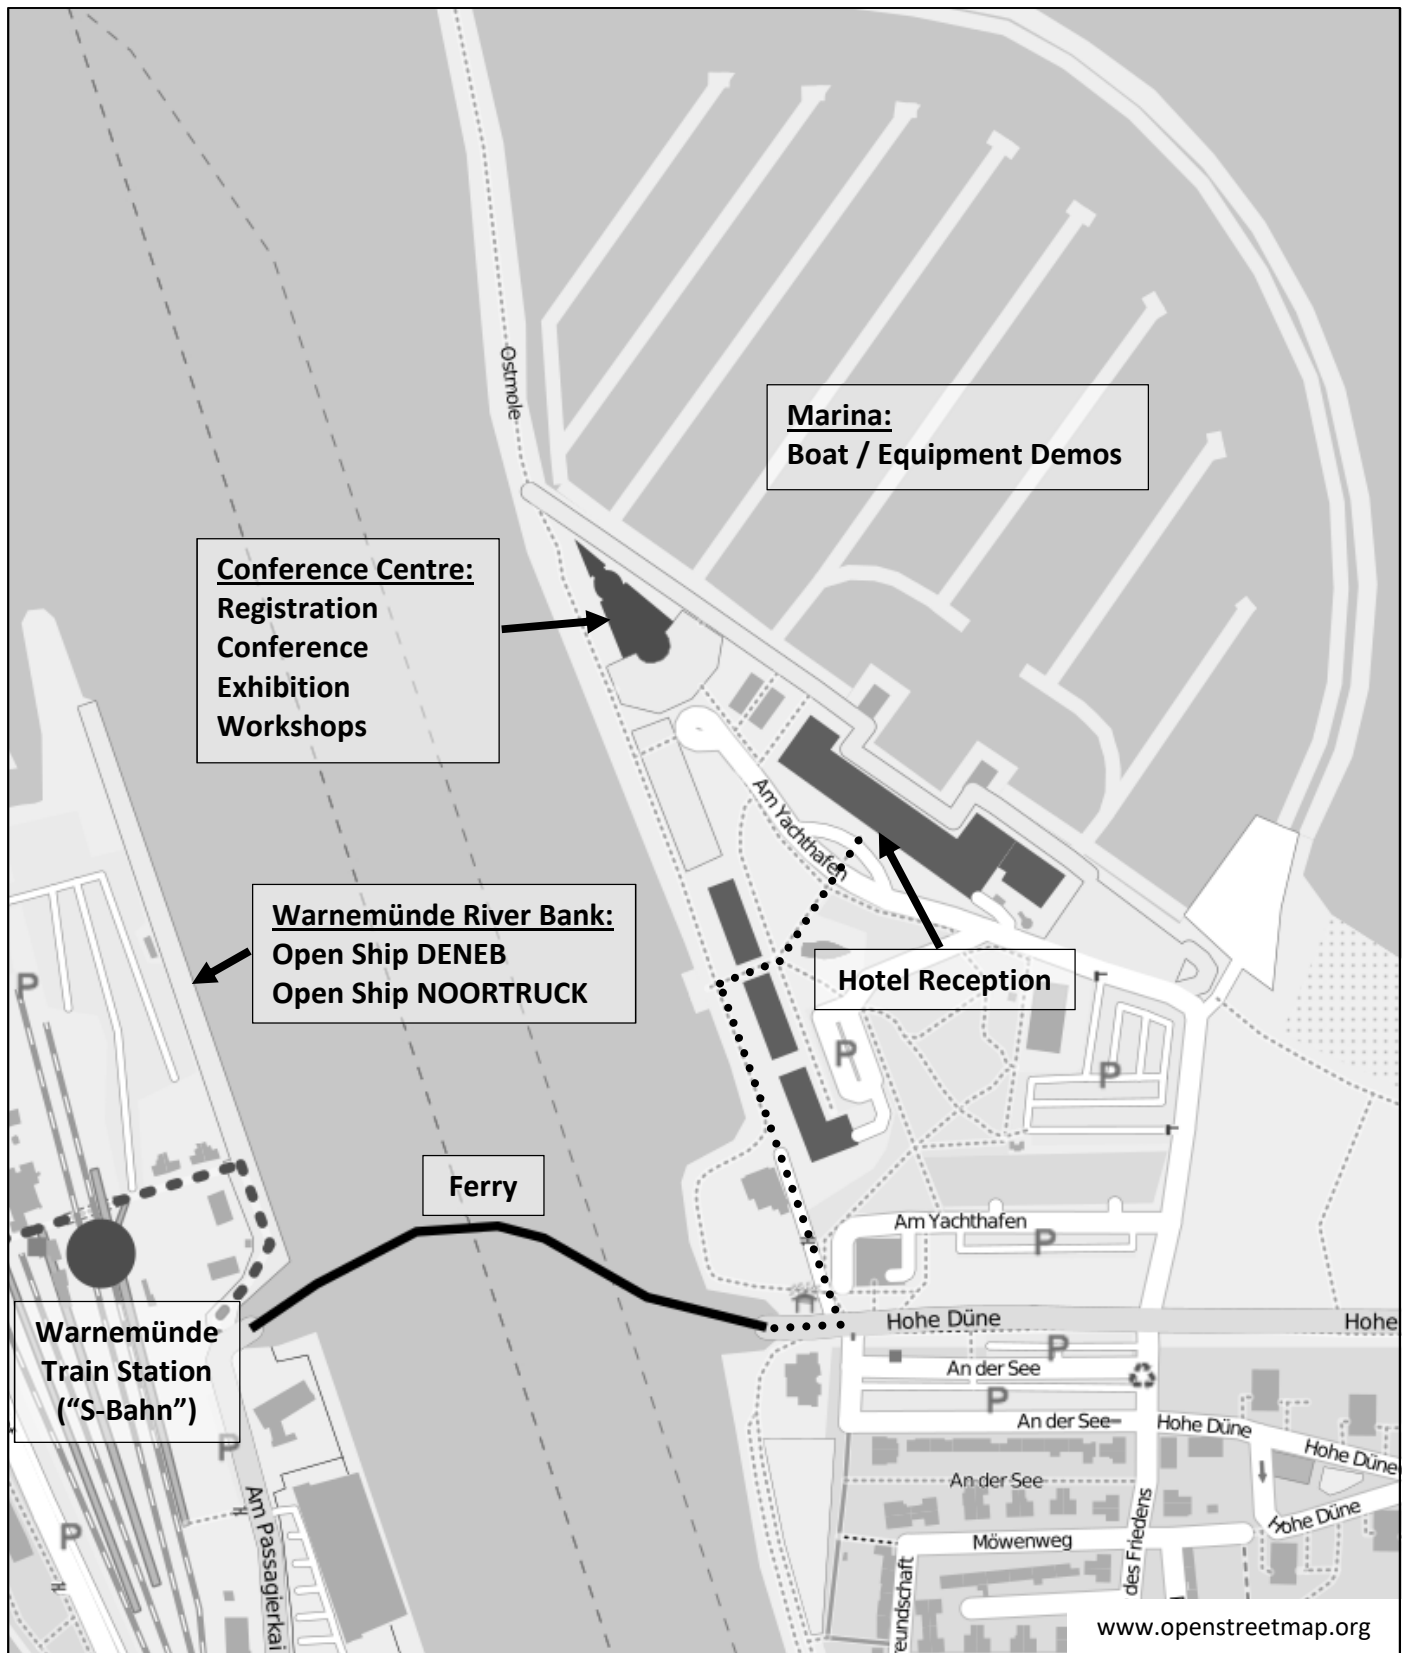 Ostmole
Marina:
Boat / Equipment Demos
Conference Centre:
Registration
Conference
Exhibition
Workshops
Am Yachthafen
Warnemünde River Bank:
Open Ship DENEB
Open Ship NOORTRUCK
Hotel Reception
P
P
P
Ferry
Am Yachthafen
P
Warnemünde
Train Station
(“S-Bahn”)
Hohe Düne
Hohe
P
An der See
P
An der See
Hohe Düne
Hohe Düne
P
An der See
Hohe Düne
P
Am Passagierkai
Möwenweg
des Friedens
eundschaft
www.openstreetmap.org